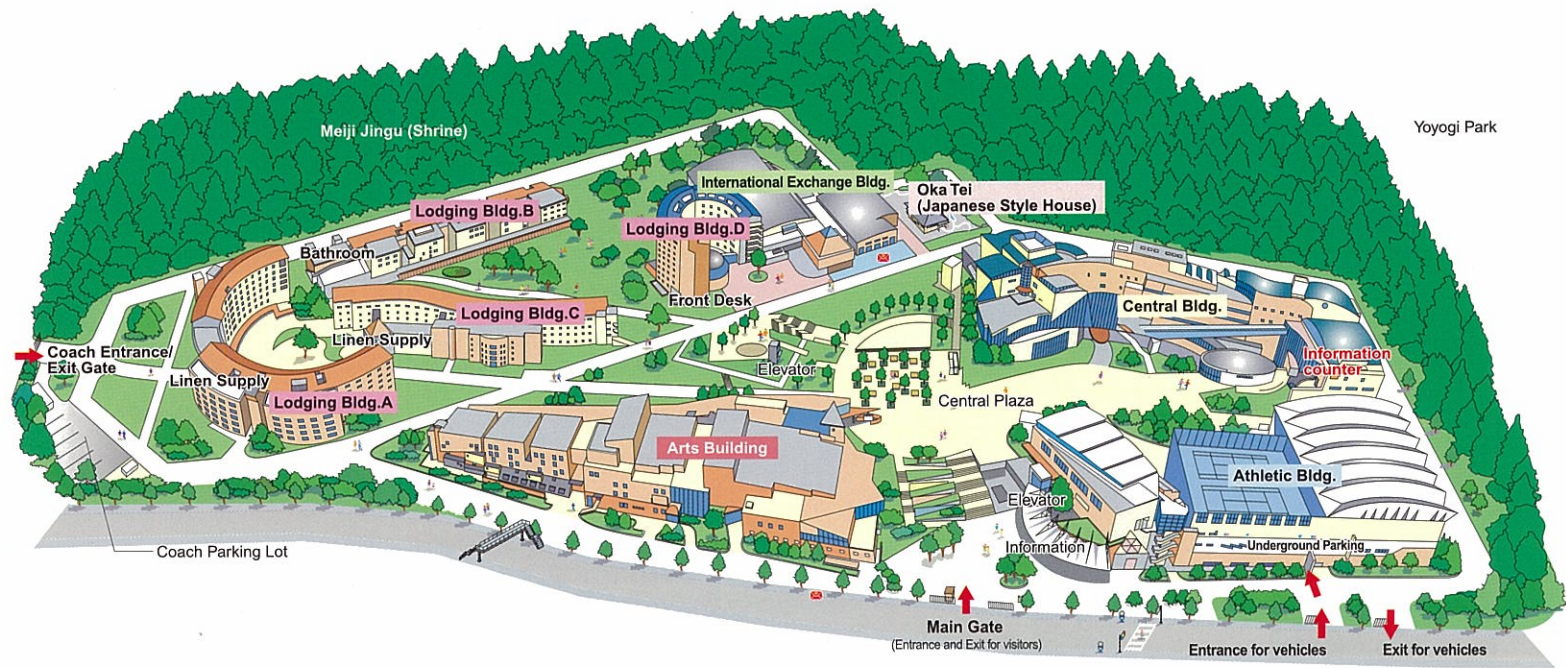 Meiji Jingu (Shrine)
Yoyogi Park
International Exchange Bldg.
Oka Tei
(Japanese Style House)
Lodging Bldg.B
Lodging Bldg.D
Bathroom
Front Desk
Central Bldg.
Lodging Bldg.C
Linen Supply
Coach Entrance/
Exit Gate
Elevator
Information
counter
Linen Supply
Lodging Bldg.A
Central Plaza
Arts Building
Athletic Bldg.
Elevator
Information
Underground Parking
Coach Parking Lot
Main Gate
(Entrance and Exit for visitors)
Entrance for vehicles
Exit for vehicles